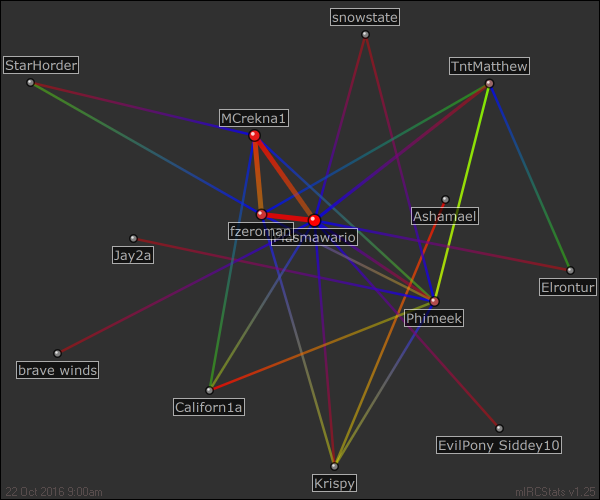 snowstate
StarHorder
TntMatthew
MCrekna1
Ashamael
fzeroman
Plasmawario
Jay2a
Elrontur
Phimeek
brave winds
Californ1a
EvilPony Siddey10
Krispy
22 Oct 2016 9:00am
mIRCStats v1.25